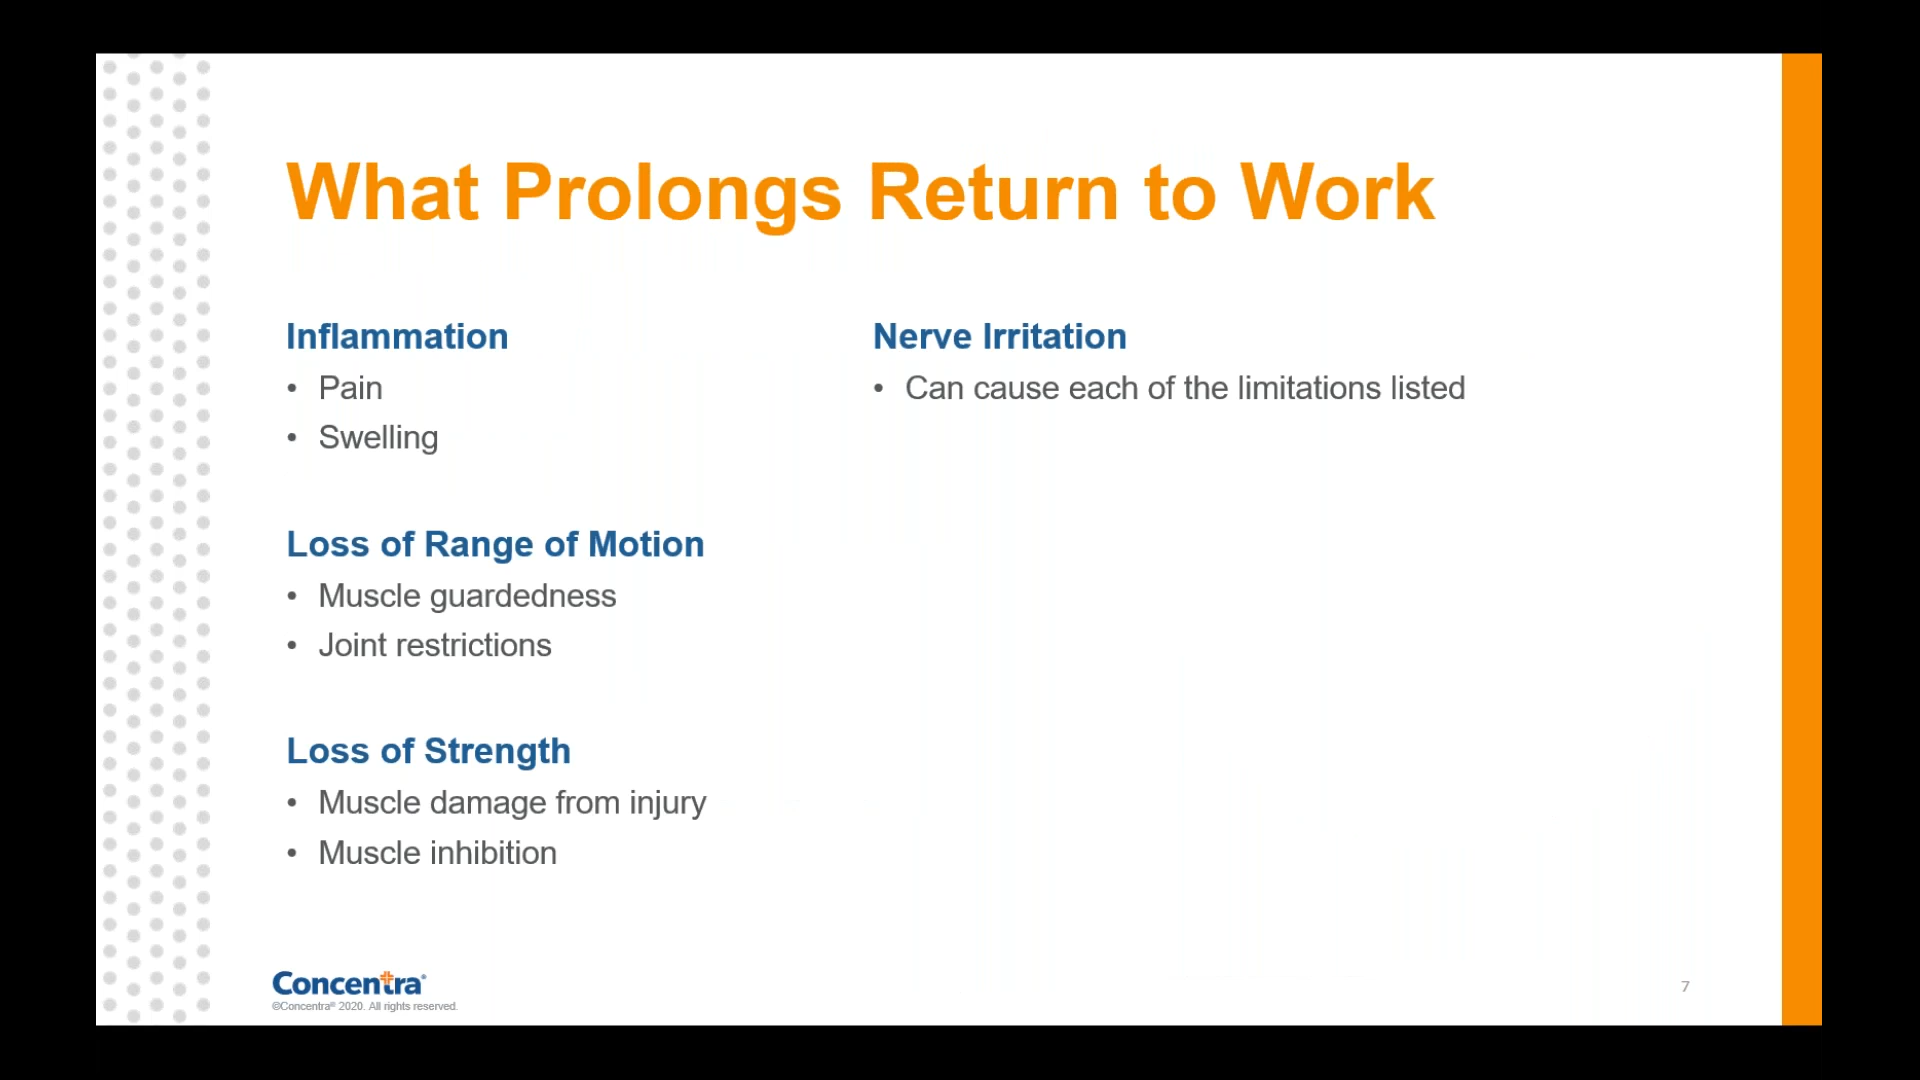 What Prolongs Return to Work
Inflammation
• Pain
• Swelling
Loss of Range of Motion
• Muscle guardedness
• Joint restrictions
Loss of Strength
• Muscle damage from injury
• Muscle inhibition
Nerve Irritation
• Can cause each of the limitations listed
Concentra®
©Concentra® 2020. All rights reserved.
7